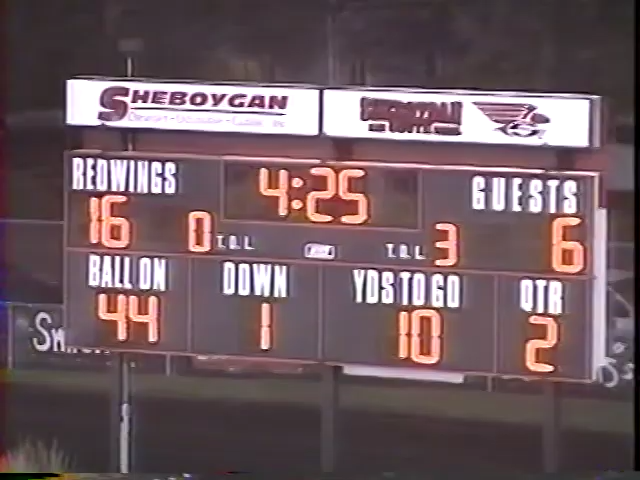 SHEBOYGAN
REDWINGS 4:25 GUESTS
16 0 T.O.L. T.O.L. 3 6
BALL ON DOWN YDS TO GO QTR
44 1 10 2